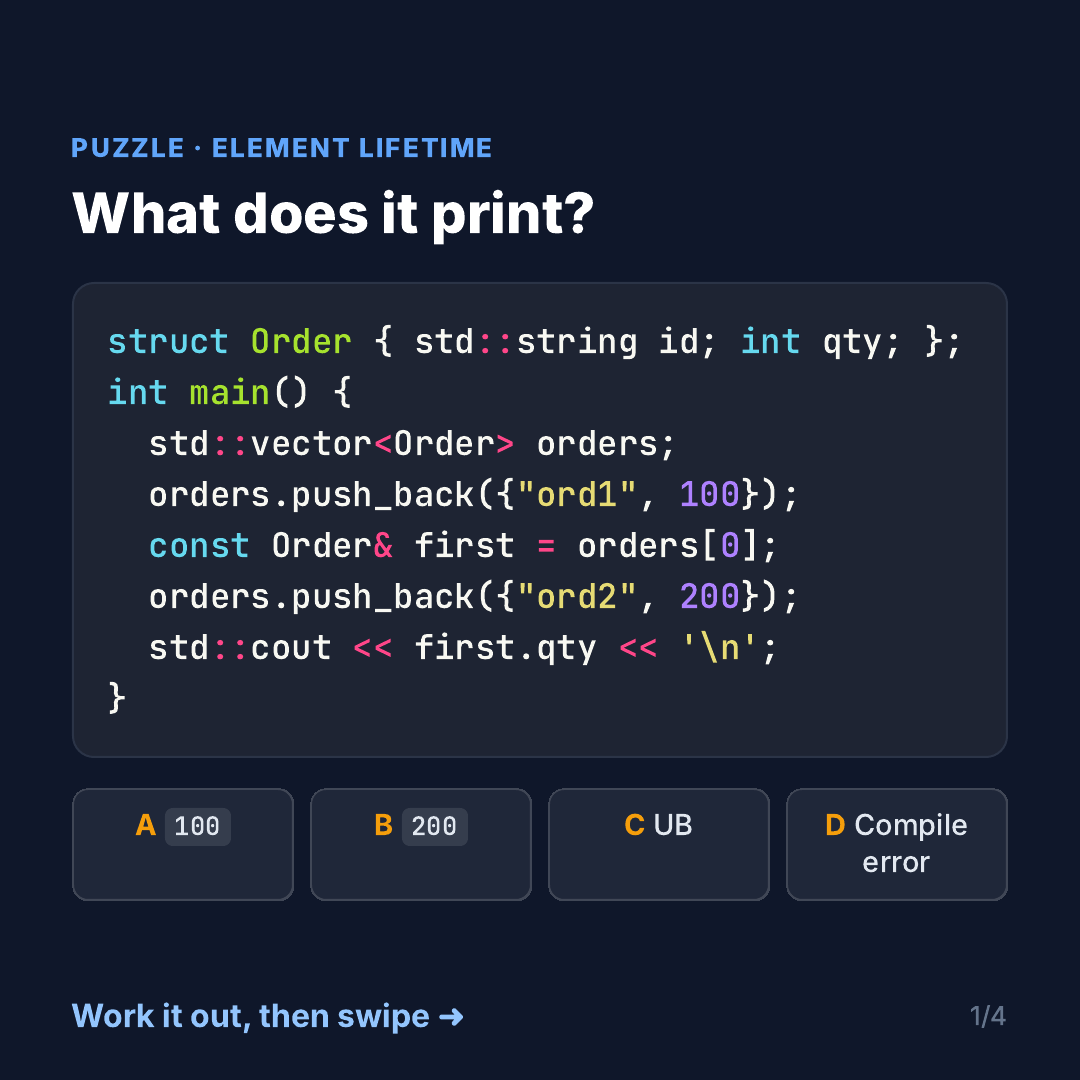 PUZZLE · ELEMENT LIFETIME
What does it print?
struct Order { std::string id; int qty; };
int main() {
  std::vector<Order> orders;
  orders.push_back({"ord1", 100});
  const Order& first = orders[0];
  orders.push_back({"ord2", 200});
  std::cout << first.qty << '\n';
}
A 100
B 200
C UB
D Compile
error
Work it out, then swipe ➜
1/4